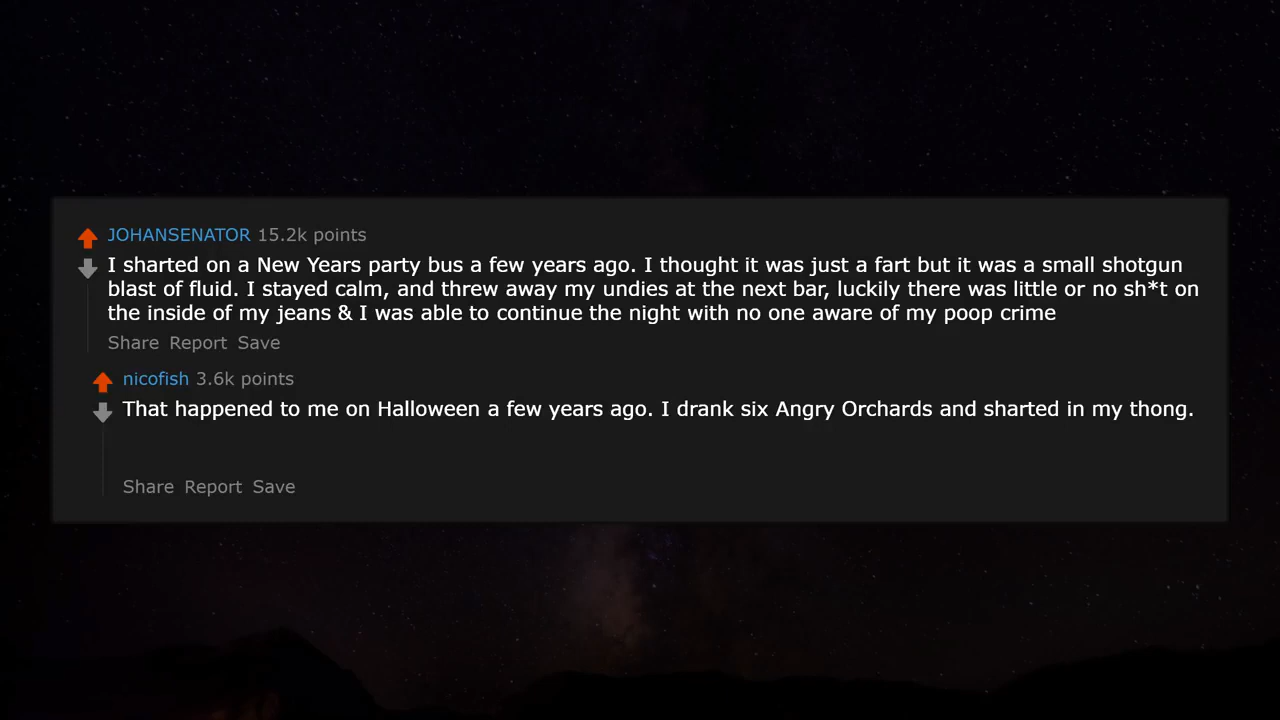 JOHANSENATOR 15.2k points
I sharted on a New Years party bus a few years ago. I thought it was just a fart but it was a small shotgun
blast of fluid. I stayed calm, and threw away my undies at the next bar, luckily there was little or no sh*t on
the inside of my jeans & I was able to continue the night with no one aware of my poop crime
Share Report Save
nicofish 3.6k points
That happened to me on Halloween a few years ago. I drank six Angry Orchards and sharted in my thong.
Share Report Save